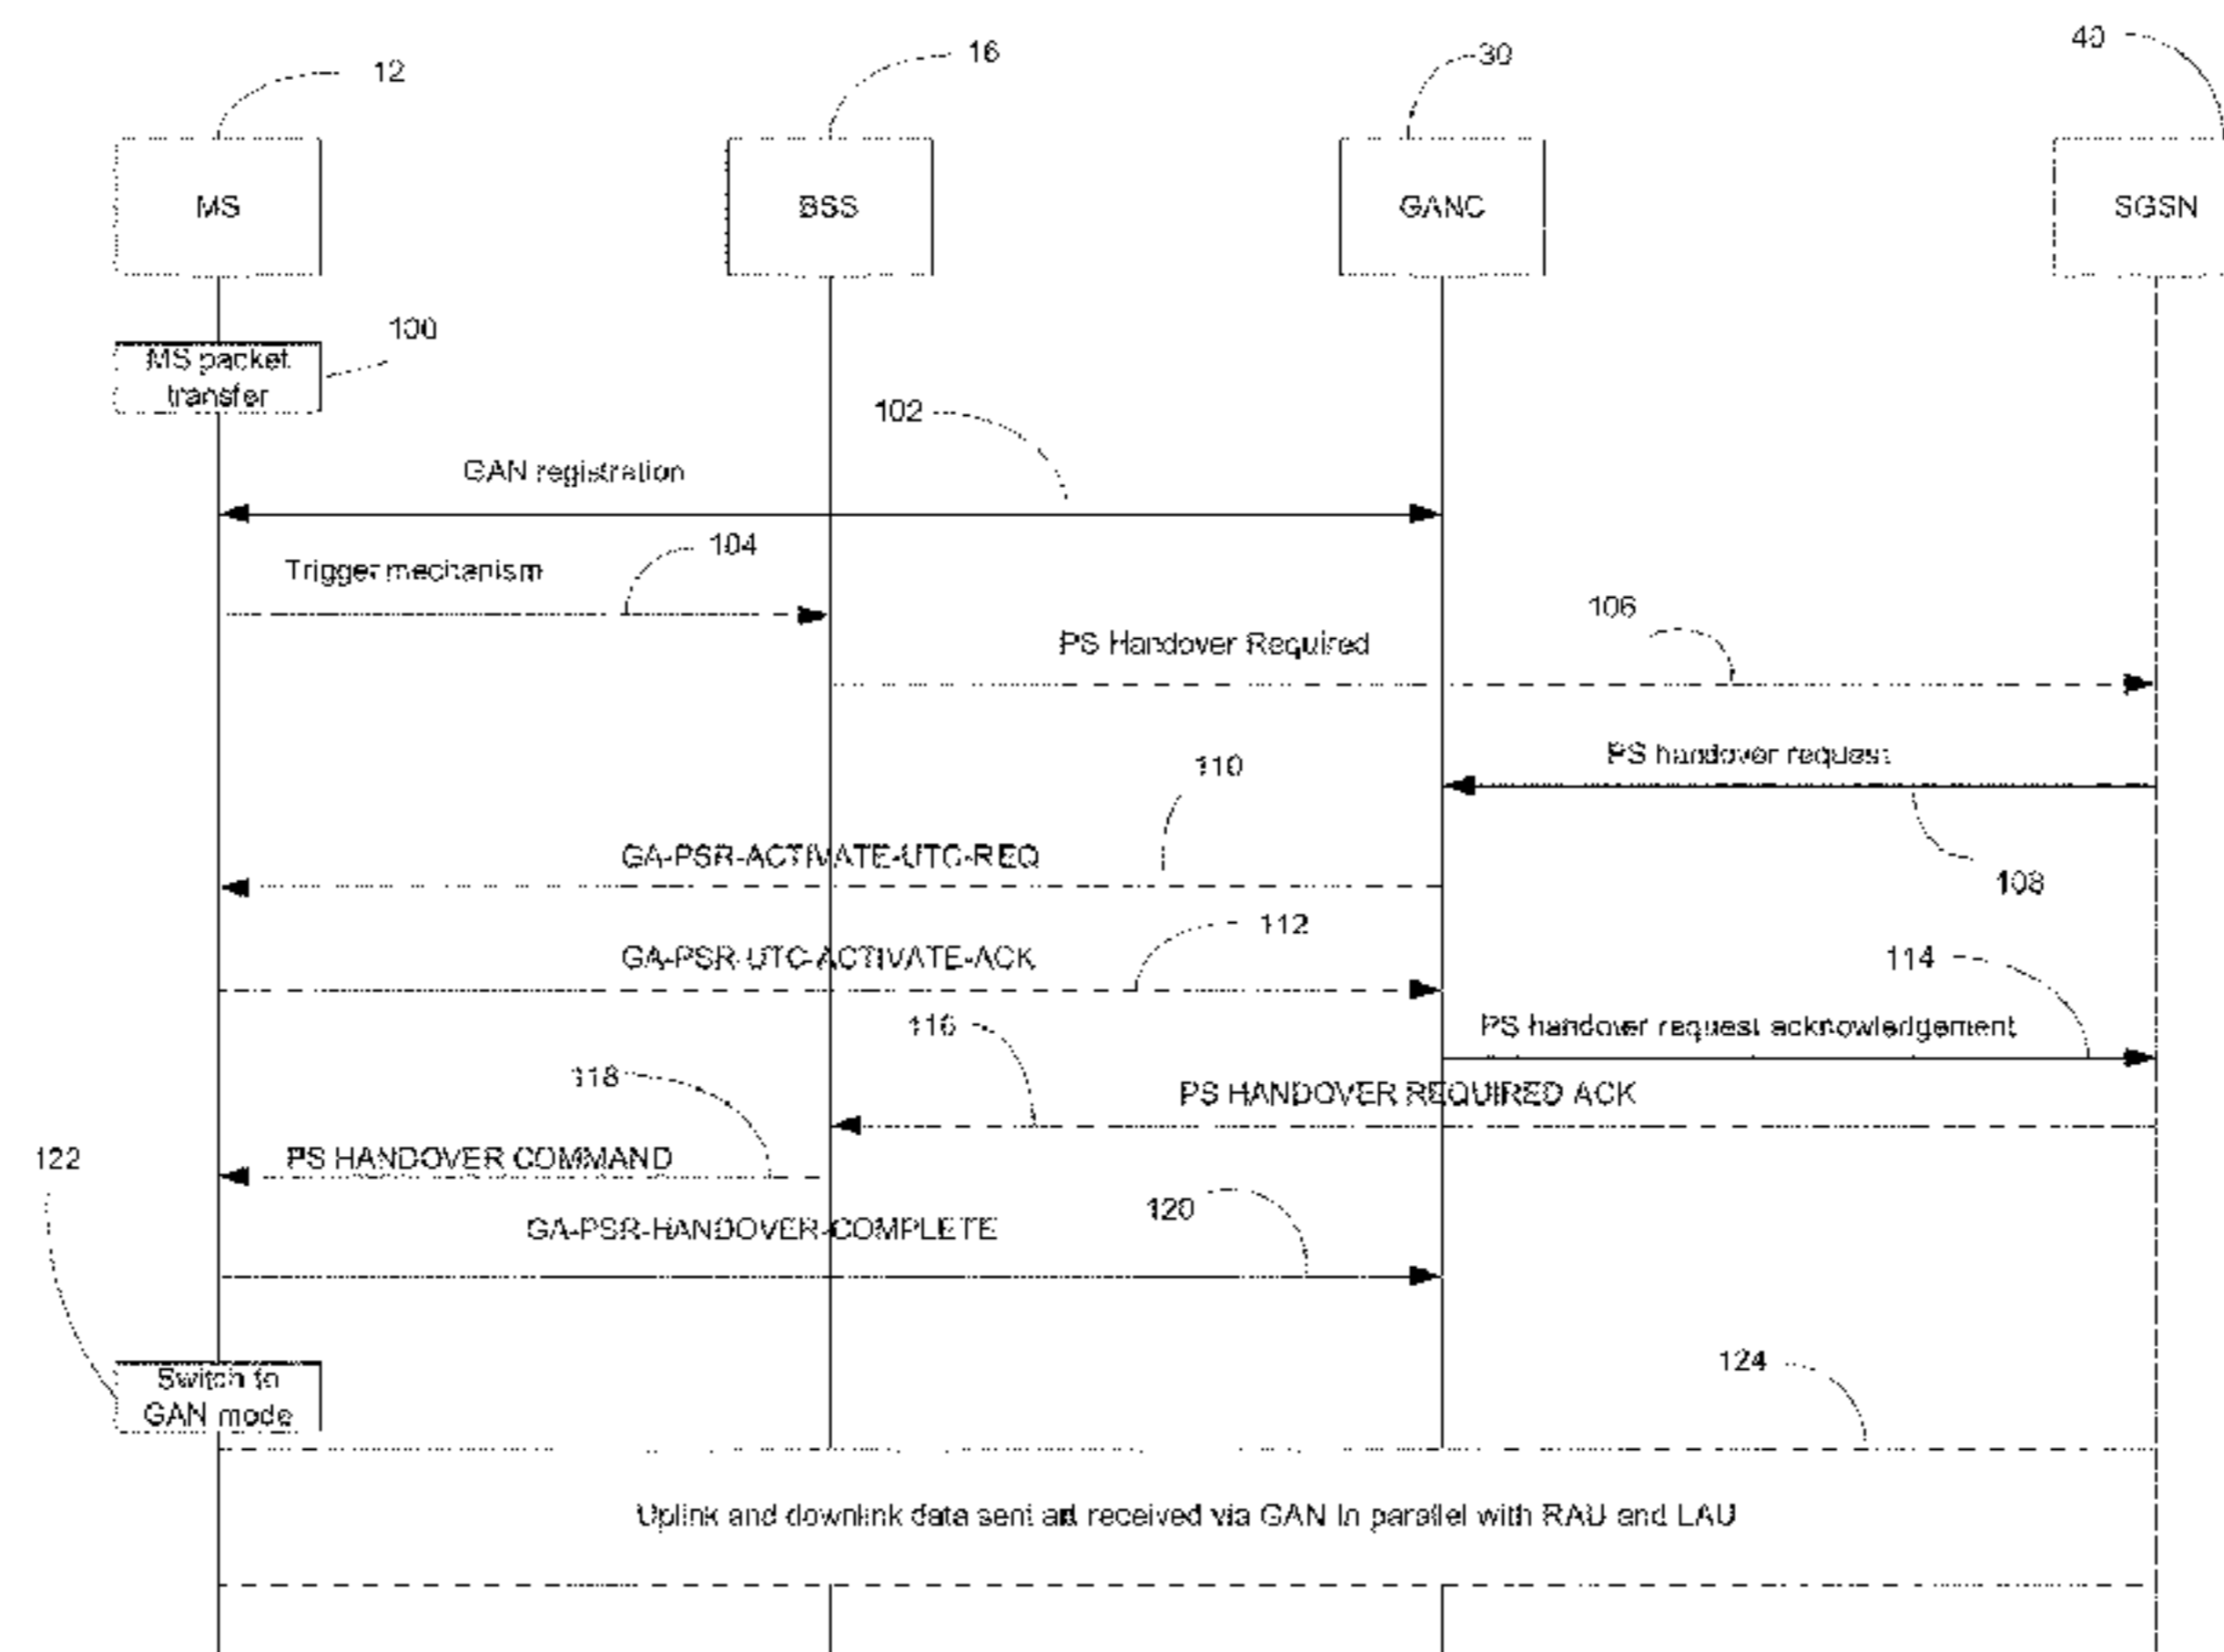 12
16
30
40
MS
BSS
GANC
SGSN
100
MS packet
transfer
102
GAN registration
104
Trigger mechanism
106
PS Handover Required
PS handover request
110
108
GA-PSR-ACTIVATE-UTC-REQ
112
GA-PSR-UTC-ACTIVATE-ACK
114
116
PS handover request acknowledgement
118
PS HANDOVER REQUIRED ACK
122
PS HANDOVER COMMAND
120
GA-PSR-HANDOVER-COMPLETE
124
Switch to
GAN mode
Uplink and downlink data sent and received via GAN in parallel with RAU and LAU